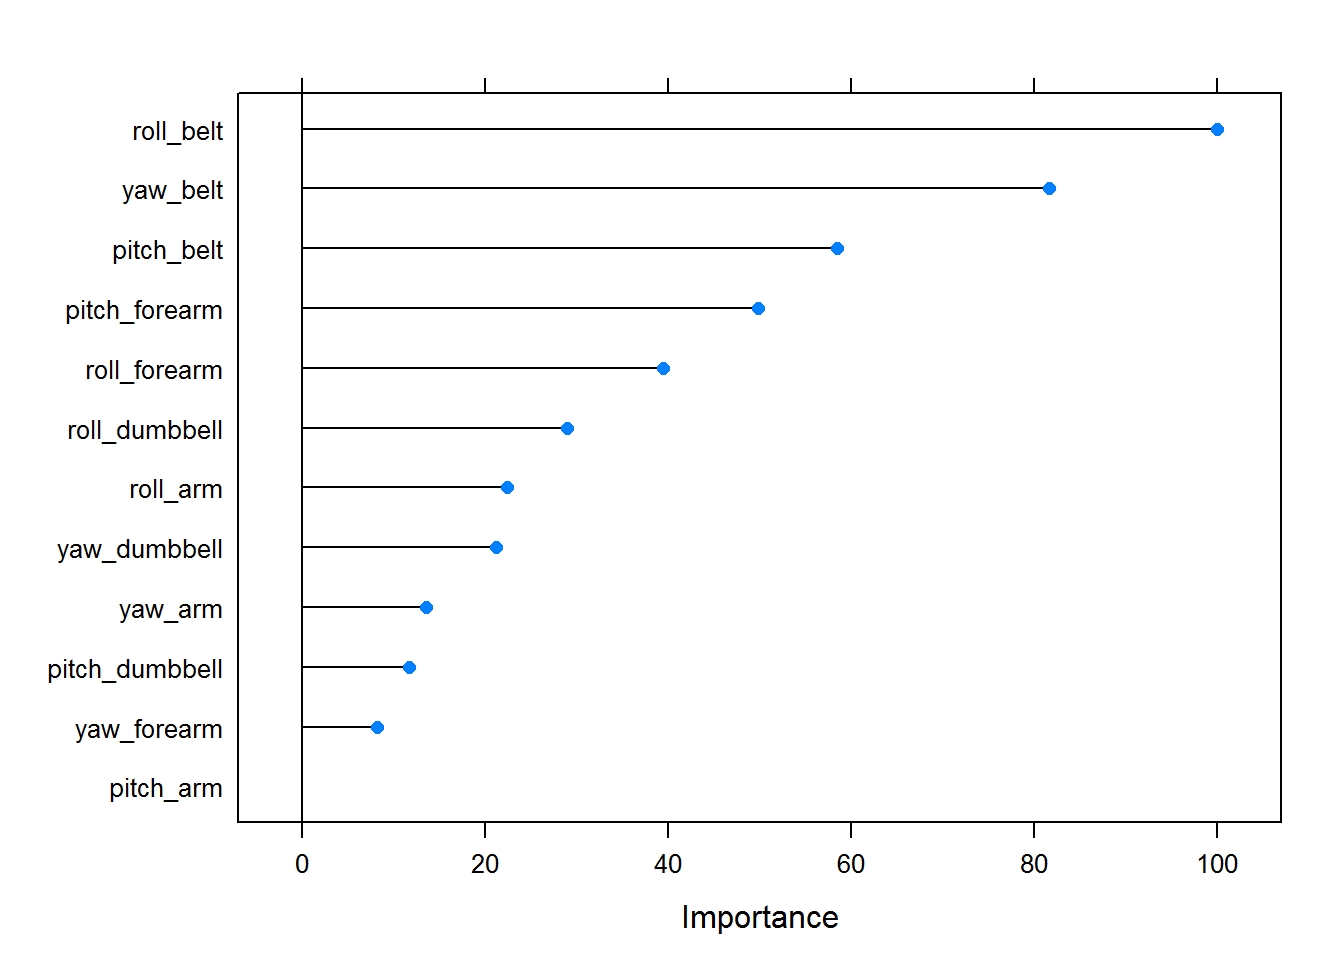 roll_belt
yaw_belt
pitch_belt
pitch_forearm
roll_forearm
roll_dumbbell
roll_arm
yaw_dumbbell
yaw_arm
pitch_dumbbell
yaw_forearm
pitch_arm
0 20 40 60 80 100
Importance